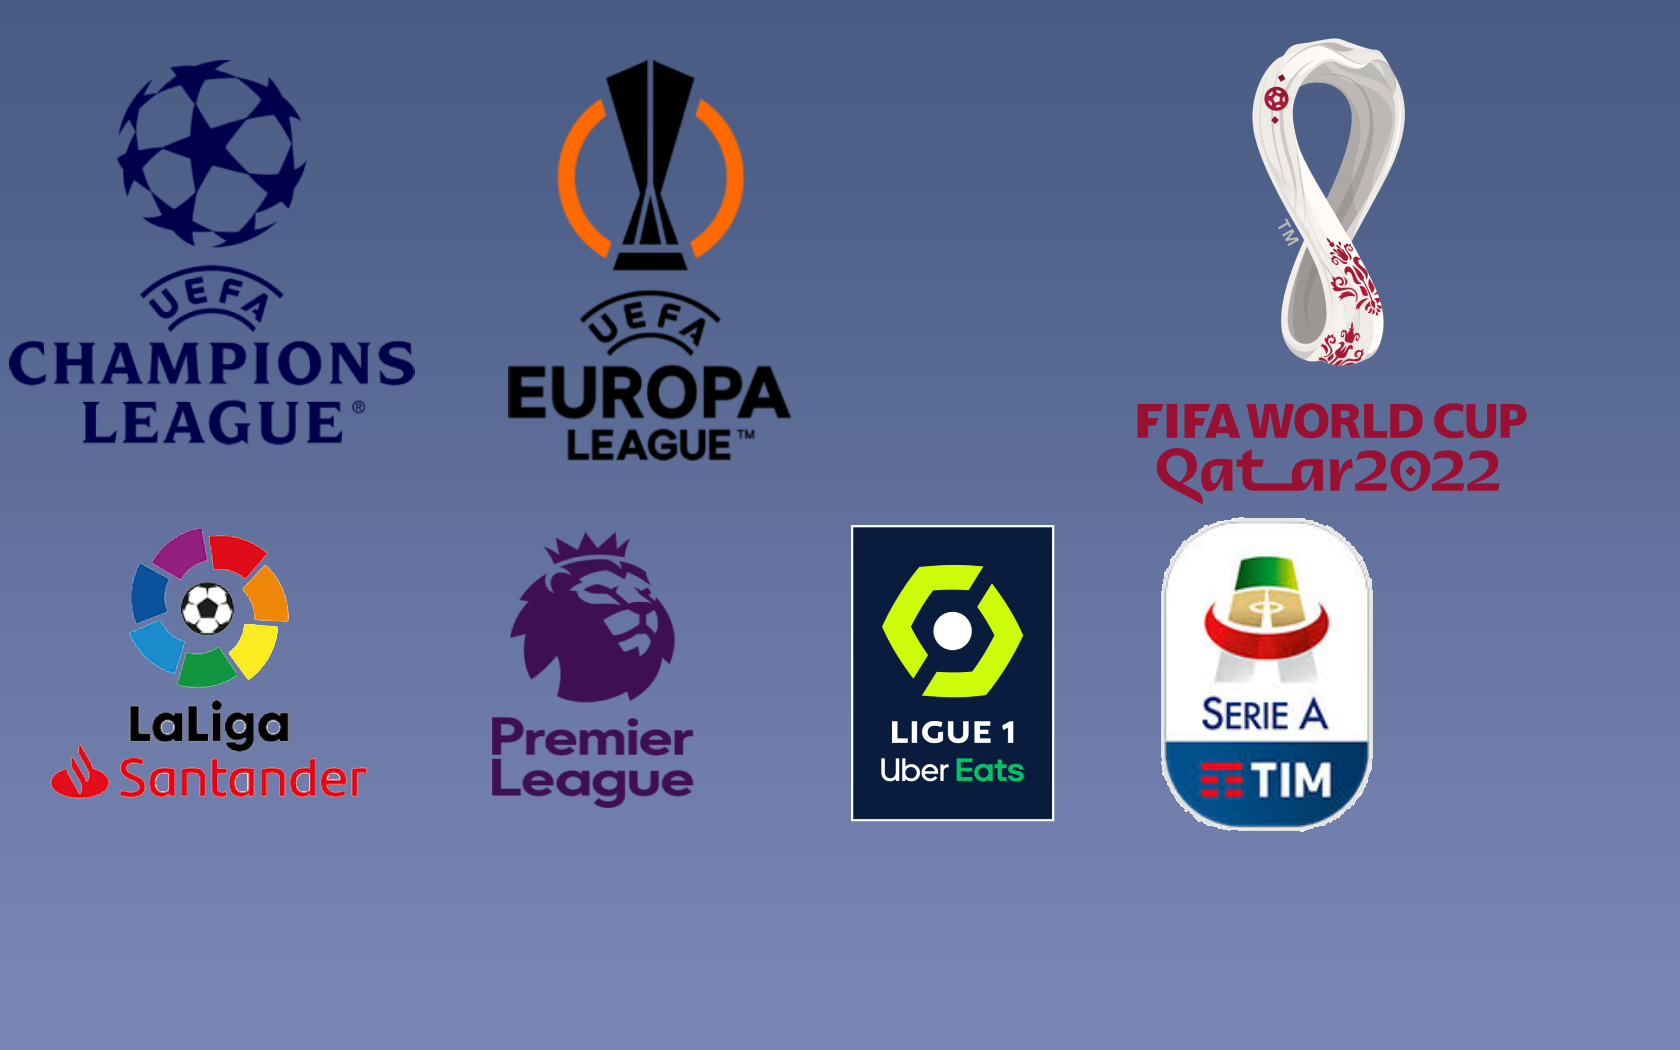 UEFA
CHAMPIONS
LEAGUE®
UEFA
EUROPA
LEAGUE™
TM
FIFA WORLD CUP
Qatar2022
LaLiga
Santander
Premier
League
LIGUE 1
Uber Eats
SERIE A
TIM